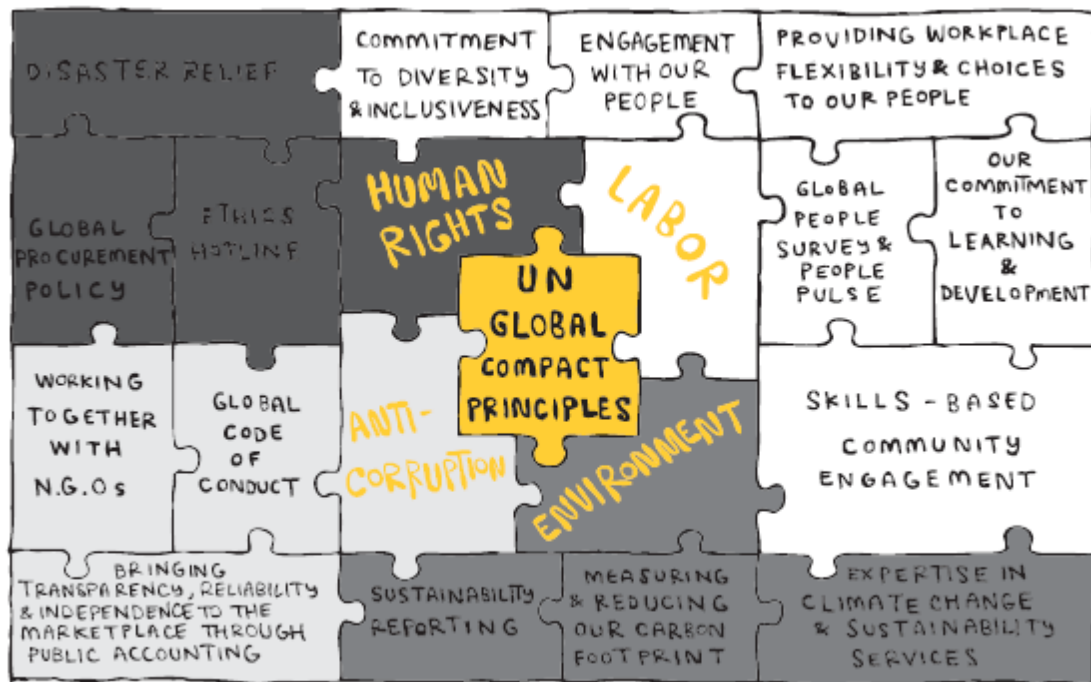 DISASTER RELIEF
COMMITMENT
TO DIVERSITY
& INCLUSIVENESS
ENGAGEMENT
WITH OUR
PEOPLE
PROVIDING WORKPLACE
FLEXIBILITY & CHOICES
TO OUR PEOPLE
GLOBAL
PROCUREMENT
POLICY
ETHICS
HOTLINE
HUMAN
RIGHTS
LABOR
GLOBAL
PEOPLE
SURVEY &
PEOPLE
PULSE
OUR
COMMITMENT
TO
LEARNING
&
DEVELOPMENT
UN
GLOBAL
COMPACT
PRINCIPLES
WORKING
TOGETHER
WITH
N.G.Os
GLOBAL
CODE
OF
CONDUCT
ANTI-
CORRUPTION
ENVIRONMENT
SKILLS - BASED
COMMUNITY
ENGAGEMENT
BRINGING
TRANSPARENCY, RELIABILITY
& INDEPENDENCE TO THE
MARKETPLACE THROUGH
PUBLIC ACCOUNTING
SUSTAINABILITY
REPORTING
MEASURING
& REDUCING
OUR CARBON
FOOTPRINT
EXPERTISE IN
CLIMATE CHANGE
& SUSTAINABILITY
SERVICES